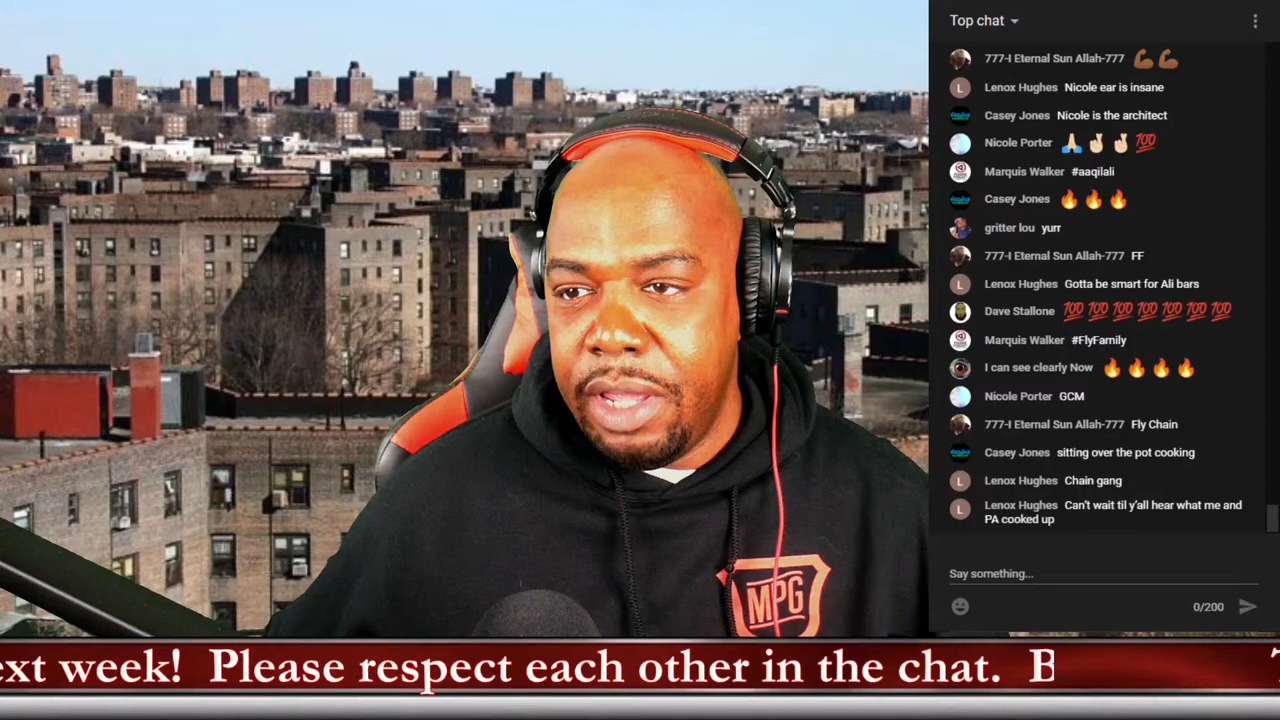 Top chat
777-I Eternal Sun Allah-777 💪🏾💪🏾
Lenox Hughes Nicole ear is insane
Casey Jones Nicole is the architect
Nicole Porter 🙏🏻🤞🏻🤞🏻💯
Marquis Walker #aaqilali
Casey Jones 🔥🔥🔥
gritter lou yurr
777-I Eternal Sun Allah-777 FF
Lenox Hughes Gotta be smart for Ali bars
Dave Stallone 💯💯💯💯💯💯💯
Marquis Walker #FlyFamily
I can see clearly Now 🔥🔥🔥🔥
Nicole Porter GCM
777-I Eternal Sun Allah-777 Fly Chain
Casey Jones sitting over the pot cooking
L Lenox Hughes Chain gang
L Lenox Hughes Can't wait til y'all hear what me and
PA cooked up
Say something...
0/200
MPG
ext week! Please respect each other in the chat. B